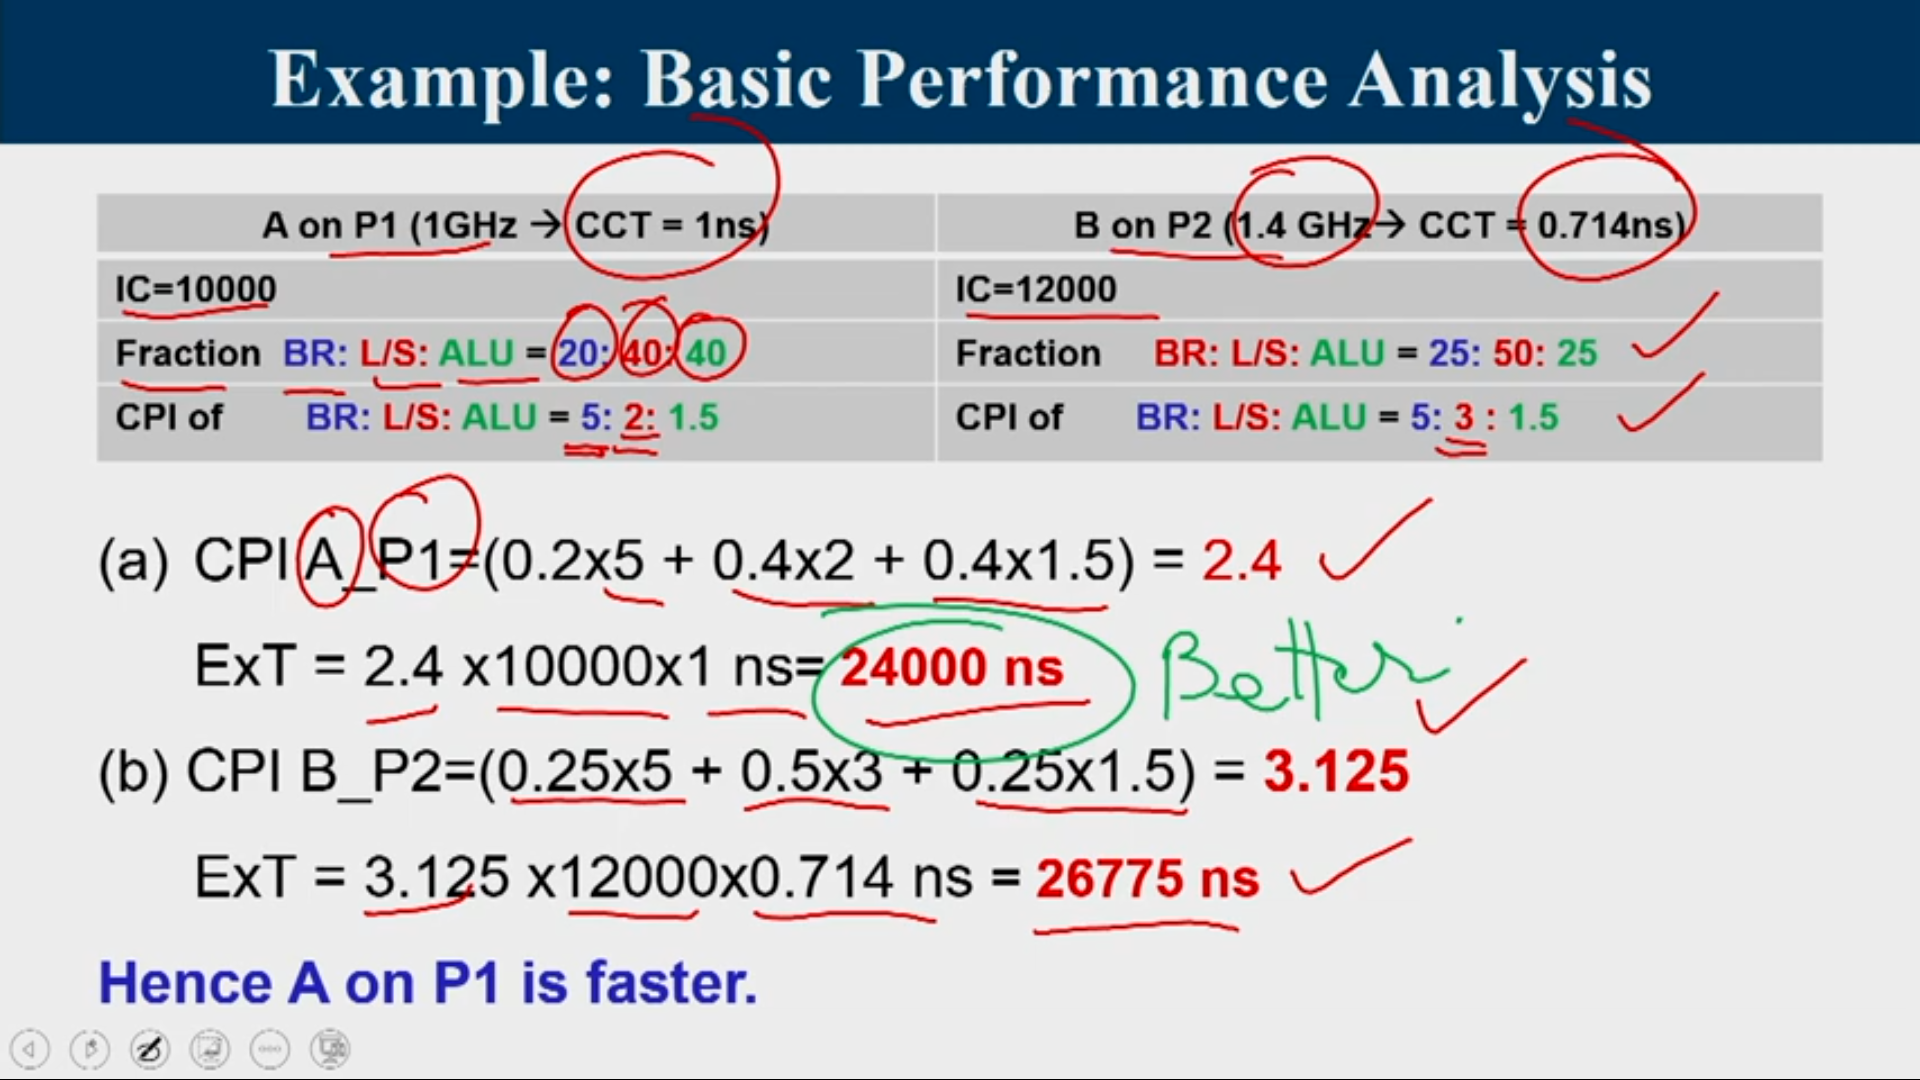 Example: Basic Performance Analysis
A on P1 (1GHz → CCT = 1ns)
B on P2 (1.4 GHz→ CCT = 0.714ns)
IC=10000
IC=12000
Fraction BR: L/S: ALU = 20: 40: 40
Fraction BR: L/S: ALU = 25: 50: 25
CPI of BR: L/S: ALU = 5: 2: 1.5
CPI of BR: L/S: ALU = 5: 3 : 1.5
(a) CPI A_P1=(0.2x5 + 0.4x2 + 0.4x1.5) = 2.4
ExT = 2.4 x10000x1 ns= 24000 ns Better
(b) CPI B_P2=(0.25x5 + 0.5x3 + 0.25x1.5) = 3.125
ExT = 3.125 x12000x0.714 ns = 26775 ns
Hence A on P1 is faster.